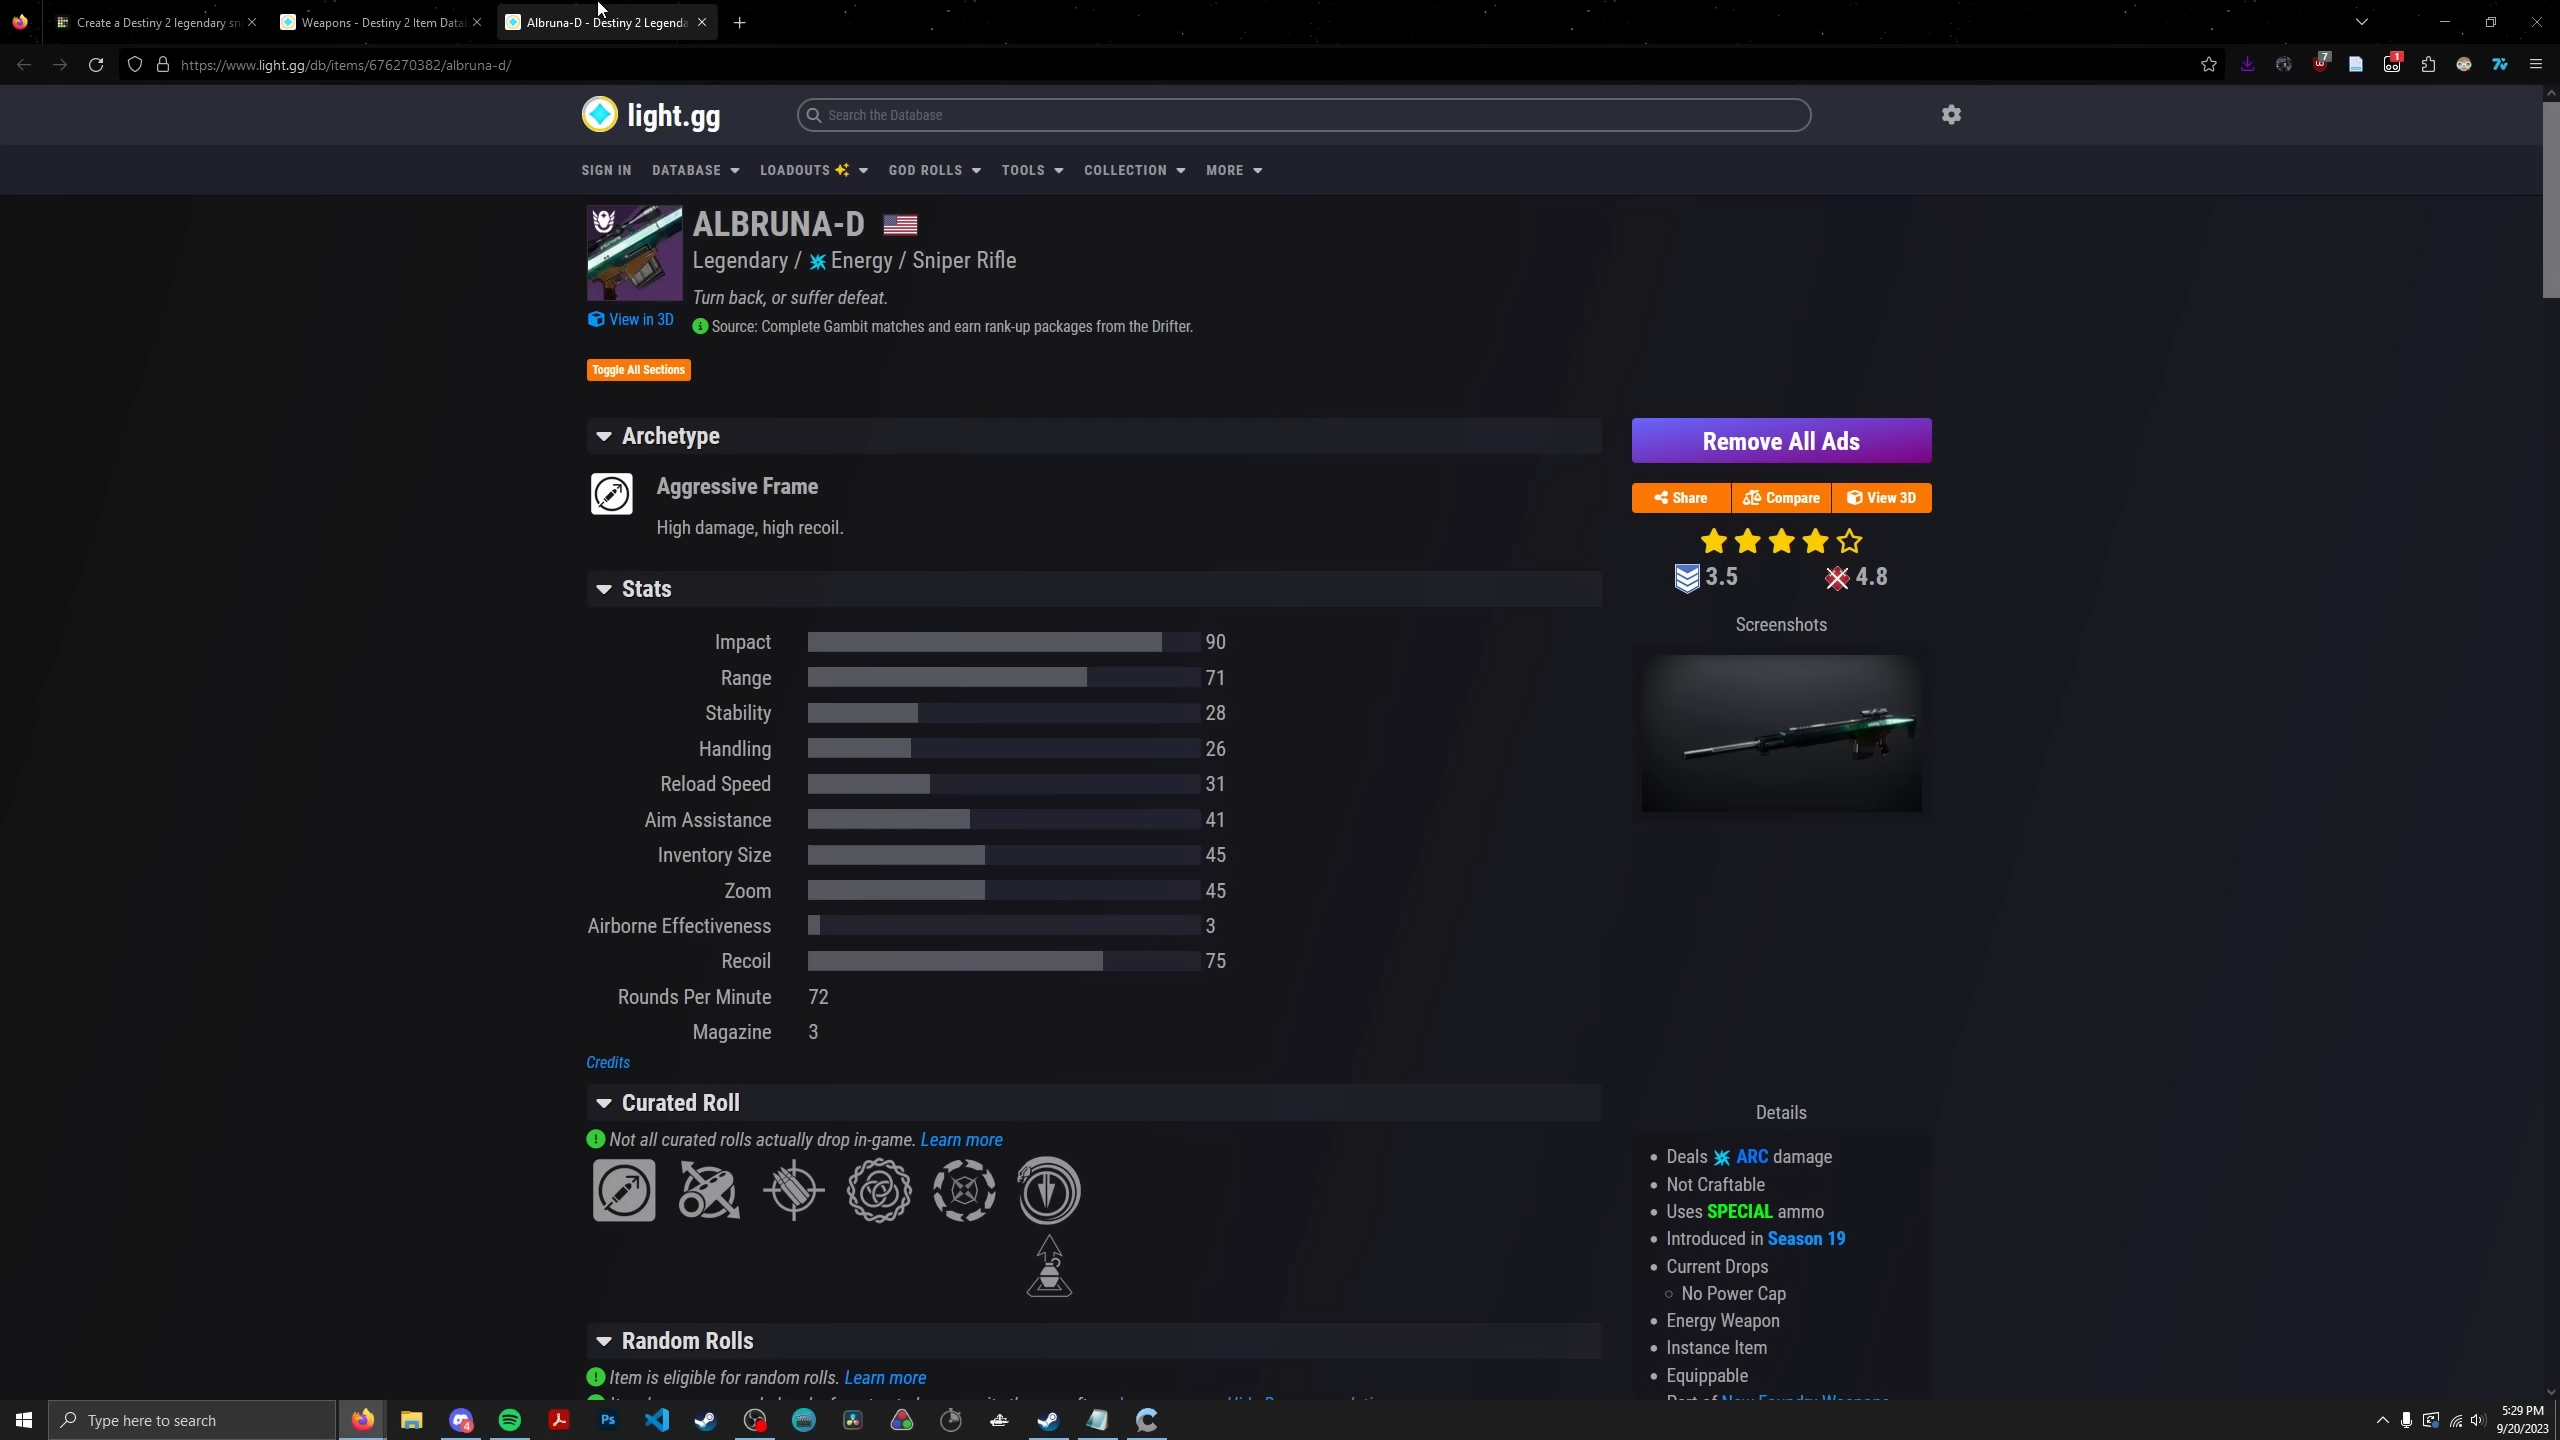 Create a Destiny 2 legendary sn
Weapons - Destiny 2 Item Data
Albruna-D - Destiny 2 Legenda
https://www.light.gg/db/items/676270382/albruna-d/
7
1
light.gg
Search the Database
SIGN IN
DATABASE
LOADOUTS
GOD ROLLS
TOOLS
COLLECTION
MORE
ALBRUNA-D
Legendary / Energy / Sniper Rifle
Turn back, or suffer defeat.
View in 3D
Source: Complete Gambit matches and earn rank-up packages from the Drifter.
Toggle All Sections
Archetype
Aggressive Frame
High damage, high recoil.
Stats
Impact 90
Range 71
Stability 28
Handling 26
Reload Speed 31
Aim Assistance 41
Inventory Size 45
Zoom 45
Airborne Effectiveness 3
Recoil 75
Rounds Per Minute 72
Magazine 3
Credits
Curated Roll
Not all curated rolls actually drop in-game. Learn more
Random Rolls
Item is eligible for random rolls. Learn more
Remove All Ads
Share
Compare
View 3D
3.5
4.8
Screenshots
Details
Deals ARC damage
Not Craftable
Uses SPECIAL ammo
Introduced in Season 19
Current Drops
No Power Cap
Energy Weapon
Instance Item
Equippable
Type here to search
4
Ps
5:29 PM
9/20/2023